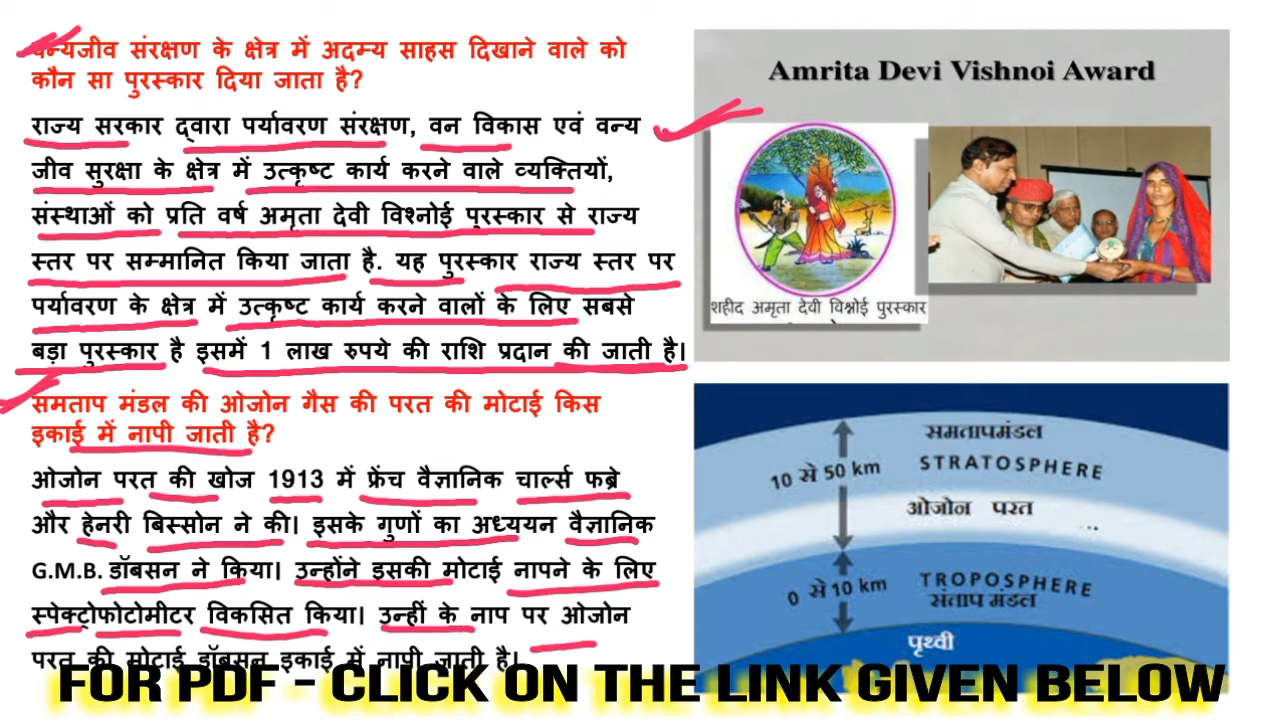 वन्यजीव संरक्षण के क्षेत्र में अदम्य साहस दिखाने वाले को
कौन सा पुरस्कार दिया जाता है?
राज्य सरकार द्वारा पर्यावरण संरक्षण, वन विकास एवं वन्य
जीव सुरक्षा के क्षेत्र में उत्कृष्ट कार्य करने वाले व्यक्तियों,
संस्थाओं को प्रति वर्ष अमृता देवी विश्नोई पुरस्कार से राज्य
स्तर पर सम्मानित किया जाता है. यह पुरस्कार राज्य स्तर पर
पर्यावरण के क्षेत्र में उत्कृष्ट कार्य करने वालों के लिए सबसे
बड़ा पुरस्कार है इसमें 1 लाख रुपये की राशि प्रदान की जाती है।
समताप मंडल की ओजोन गैस की परत की मोटाई किस
इकाई में नापी जाती है?
ओजोन परत की खोज 1913 में फ्रेंच वैज्ञानिक चार्ल्स फब्रे
और हेनरी बिस्सोन ने की। इसके गुणों का अध्ययन वैज्ञानिक
G.M.B. डॉबसन ने किया। उन्होंने इसकी मोटाई नापने के लिए
स्पेक्ट्रोफोटोमीटर विकसित किया। उन्हीं के नाप पर ओजोन
परत की मोटाई डॉबसन इकाई में नापी जाती है।
Amrita Devi Vishnoi Award
शहीद अमृता देवी विश्नोई पुरस्कार
समतापमंडल
10 से 50 km STRATOSPHERE
ओजोन परत
0 से 10 km TROPOSPHERE
संताप मंडल
पृथ्वी
FOR PDF - CLICK ON THE LINK GIVEN BELOW